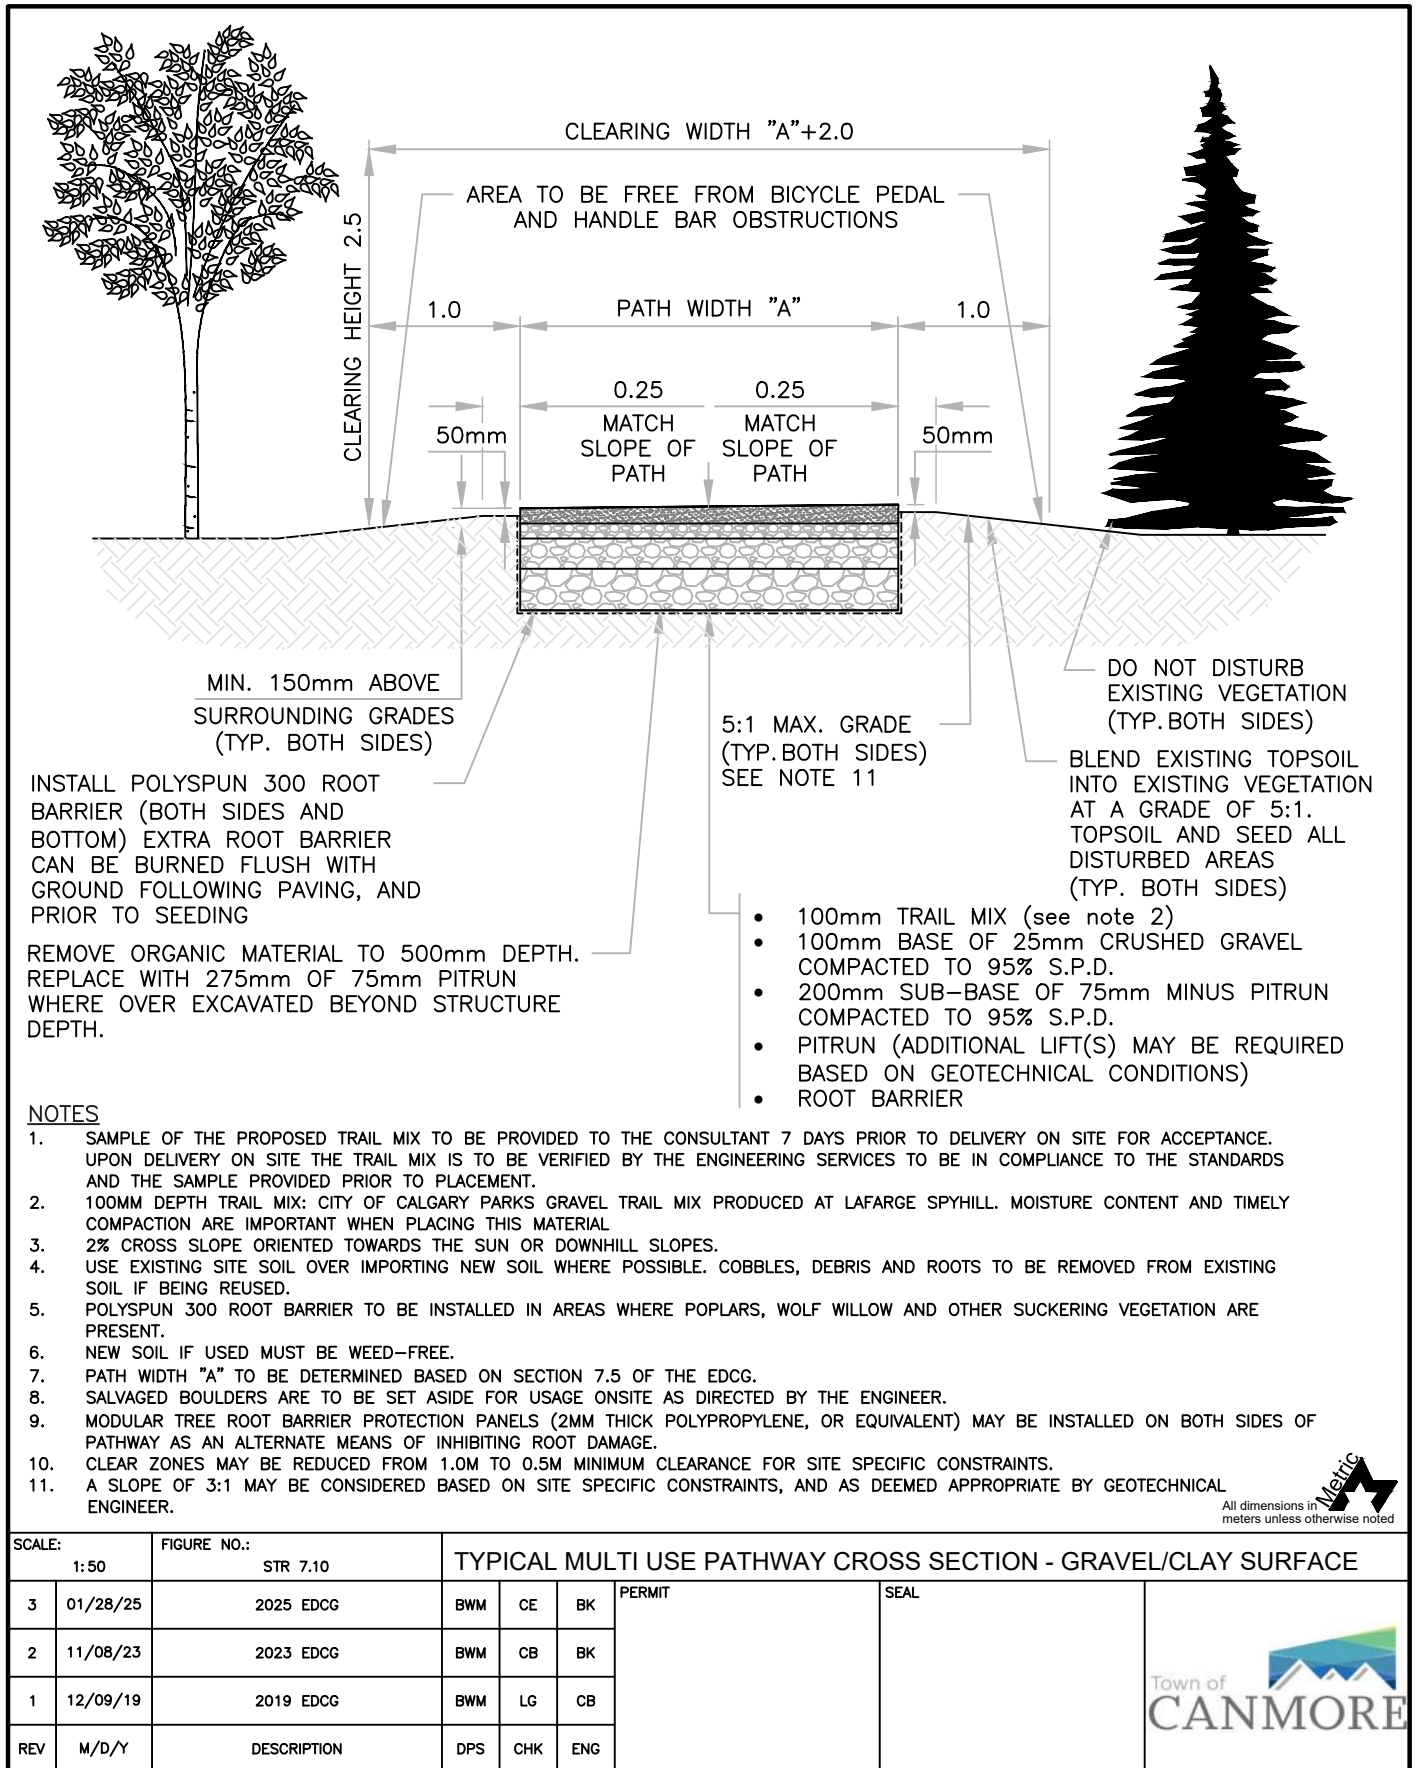 CLEARING WIDTH "A"+2.0
AREA TO BE FREE FROM BICYCLE PEDAL
AND HANDLE BAR OBSTRUCTIONS
CLEARING HEIGHT 2.5
1.0
PATH WIDTH "A"
1.0
0.25
0.25
50mm
MATCH
SLOPE OF
PATH
MATCH
SLOPE OF
PATH
50mm
MIN. 150mm ABOVE
SURROUNDING GRADES
(TYP. BOTH SIDES)
5:1 MAX. GRADE
(TYP. BOTH SIDES)
SEE NOTE 11
DO NOT DISTURB
EXISTING VEGETATION
(TYP. BOTH SIDES)
INSTALL POLYSPUN 300 ROOT
BARRIER (BOTH SIDES AND
BOTTOM) EXTRA ROOT BARRIER
CAN BE BURNED FLUSH WITH
GROUND FOLLOWING PAVING, AND
PRIOR TO SEEDING
BLEND EXISTING TOPSOIL
INTO EXISTING VEGETATION
AT A GRADE OF 5:1.
TOPSOIL AND SEED ALL
DISTURBED AREAS
(TYP. BOTH SIDES)
REMOVE ORGANIC MATERIAL TO 500mm DEPTH.
REPLACE WITH 275mm OF 75mm PITRUN
WHERE OVER EXCAVATED BEYOND STRUCTURE
DEPTH.
• 100mm TRAIL MIX (see note 2)
• 100mm BASE OF 25mm CRUSHED GRAVEL
COMPACTED TO 95% S.P.D.
• 200mm SUB-BASE OF 75mm MINUS PITRUN
COMPACTED TO 95% S.P.D.
• PITRUN (ADDITIONAL LIFT(S) MAY BE REQUIRED
BASED ON GEOTECHNICAL CONDITIONS)
• ROOT BARRIER
NOTES
1. SAMPLE OF THE PROPOSED TRAIL MIX TO BE PROVIDED TO THE CONSULTANT 7 DAYS PRIOR TO DELIVERY ON SITE FOR ACCEPTANCE.
UPON DELIVERY ON SITE THE TRAIL MIX IS TO BE VERIFIED BY THE ENGINEERING SERVICES TO BE IN COMPLIANCE TO THE STANDARDS
AND THE SAMPLE PROVIDED PRIOR TO PLACEMENT.
2. 100MM DEPTH TRAIL MIX: CITY OF CALGARY PARKS GRAVEL TRAIL MIX PRODUCED AT LAFARGE SPYHILL. MOISTURE CONTENT AND TIMELY
COMPACTION ARE IMPORTANT WHEN PLACING THIS MATERIAL
3. 2% CROSS SLOPE ORIENTED TOWARDS THE SUN OR DOWNHILL SLOPES.
4. USE EXISTING SITE SOIL OVER IMPORTING NEW SOIL WHERE POSSIBLE. COBBLES, DEBRIS AND ROOTS TO BE REMOVED FROM EXISTING
SOIL IF BEING REUSED.
5. POLYSPUN 300 ROOT BARRIER TO BE INSTALLED IN AREAS WHERE POPLARS, WOLF WILLOW AND OTHER SUCKERING VEGETATION ARE
PRESENT.
6. NEW SOIL IF USED MUST BE WEED-FREE.
7. PATH WIDTH "A" TO BE DETERMINED BASED ON SECTION 7.5 OF THE EDCG.
8. SALVAGED BOULDERS ARE TO BE SET ASIDE FOR USAGE ONSITE AS DIRECTED BY THE ENGINEER.
9. MODULAR TREE ROOT BARRIER PROTECTION PANELS (2MM THICK POLYPROPYLENE, OR EQUIVALENT) MAY BE INSTALLED ON BOTH SIDES OF
PATHWAY AS AN ALTERNATE MEANS OF INHIBITING ROOT DAMAGE.
10. CLEAR ZONES MAY BE REDUCED FROM 1.0M TO 0.5M MINIMUM CLEARANCE FOR SITE SPECIFIC CONSTRAINTS.
11. A SLOPE OF 3:1 MAY BE CONSIDERED BASED ON SITE SPECIFIC CONSTRAINTS, AND AS DEEMED APPROPRIATE BY GEOTECHNICAL
ENGINEER.
Metric
All dimensions in
meters unless otherwise noted
SCALE:
1:50
FIGURE NO.:
STR 7.10
TYPICAL MULTI USE PATHWAY CROSS SECTION - GRAVEL/CLAY SURFACE
3 01/28/25 2025 EDCG BWM CE BK
2 11/08/23 2023 EDCG BWM CB BK
1 12/09/19 2019 EDCG BWM LG CB
REV M/D/Y DESCRIPTION DPS CHK ENG
PERMIT
SEAL
Town of
CANMORE